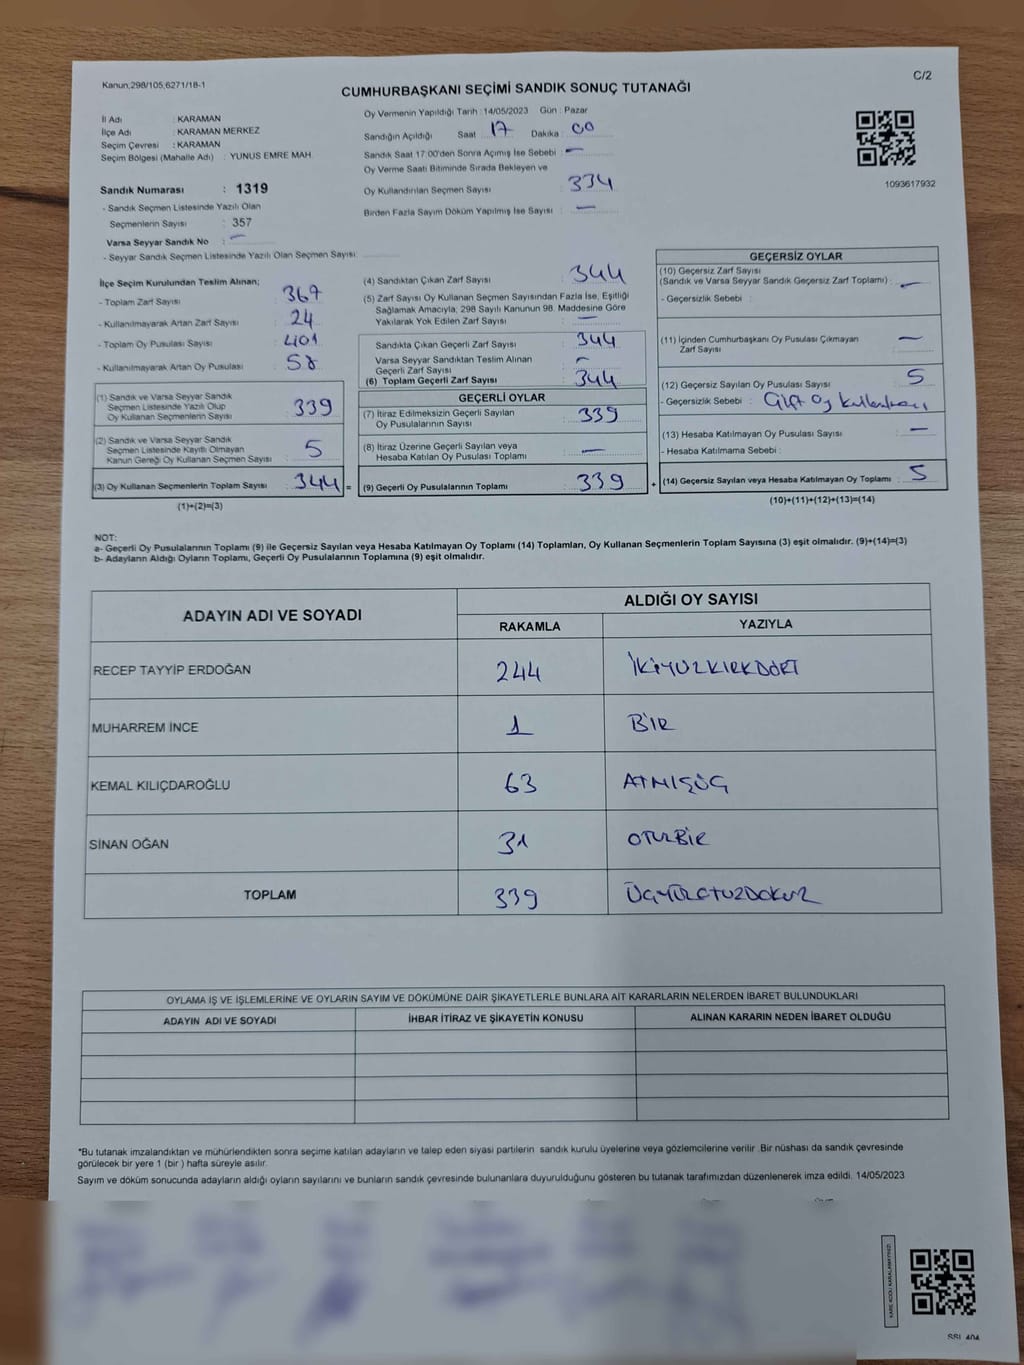 Kanun;298/105,6271/18-1
C/2
CUMHURBAŞKANI SEÇİMİ SANDIK SONUÇ TUTANAĞI
İl Adı : KARAMAN
İlçe Adı : KARAMAN MERKEZ
Seçim Çevresi : KARAMAN
Seçim Bölgesi (Mahalle Adı) : YUNUS EMRE MAH.
Sandık Numarası : 1319
- Sandık Seçmen Listesinde Yazılı Olan
Seçmenlerin Sayısı : 357
Varsa Seyyar Sandık No : —
- Seyyar Sandık Seçmen Listesinde Yazılı Olan Seçmen Sayısı:
Oy Vermenin Yapıldığı Tarih : 14/05/2023 Gün : Pazar
Sandığın Açıldığı Saat 17 Dakika : 00
Sandık Saat 17:00'den Sonra Açımış İse Sebebi : —
Oy Verme Saati Bitiminde Sırada Bekleyen ve
Oy Kullandırılan Seçmen Sayısı : 334
Birden Fazla Sayım Döküm Yapılmış İse Sayısı : —
1093617932
İlçe Seçim Kurulundan Teslim Alınan;
- Toplam Zarf Sayısı : 367
- Kullanılmayarak Artan Zarf Sayısı : 24
- Toplam Oy Pusulası Sayısı : 401
- Kullanılmayarak Artan Oy Pusulası : 58
(1) Sandık ve Varsa Seyyar Sandık
Seçmen Listesinde Yazılı Olup
Oy Kullanan Seçmenlerin Sayısı : 339
(2) Sandık ve Varsa Seyyar Sandık
Seçmen Listesinde Kayıtlı Olmayan
Kanun Gereği Oy Kullanan Seçmen Sayısı : 5
(3) Oy Kullanan Seçmenlerin Toplam Sayısı : 344 =
(1)+(2)=(3)
(4) Sandıktan Çıkan Zarf Sayısı : 344
(5) Zarf Sayısı Oy Kullanan Seçmen Sayısından Fazla İse, Eşitliği
Sağlamak Amacıyla; 298 Sayılı Kanunun 98. Maddesine Göre
Yakılarak Yok Edilen Zarf Sayısı : —
Sandıkta Çıkan Geçerli Zarf Sayısı : 344
Varsa Seyyar Sandıktan Teslim Alınan
Geçerli Zarf Sayısı : —
(6) Toplam Geçerli Zarf Sayısı : 344
GEÇERLİ OYLAR
(7) İtiraz Edilmeksizin Geçerli Sayılan
Oy Pusulalarının Sayısı : 339
(8) İtiraz Üzerine Geçerli Sayılan veya
Hesaba Katılan Oy Pusulası Toplamı : —
(9) Geçerli Oy Pusulalarının Toplamı : 339 +
GEÇERSİZ OYLAR
(10) Geçersiz Zarf Sayısı
(Sandık ve Varsa Seyyar Sandık Geçersiz Zarf Toplamı) : —
- Geçersizlik Sebebi :
(11) İçinden Cumhurbaşkanı Oy Pusulası Çıkmayan
Zarf Sayısı : —
(12) Geçersiz Sayılan Oy Pusulası Sayısı : 5
- Geçersizlik Sebebi : Çift Oy kullanması
(13) Hesaba Katılmayan Oy Pusulası Sayısı : —
- Hesaba Katılmama Sebebi :
(14) Geçersiz Sayılan veya Hesaba Katılmayan Oy Toplamı : 5
(10)+(11)+(12)+(13)=(14)
NOT:
a- Geçerli Oy Pusulalarının Toplamı (9) ile Geçersiz Sayılan veya Hesaba Katılmayan Oy Toplamı (14) Toplamları, Oy Kullanan Seçmenlerin Toplam Sayısına (3) eşit olmalıdır. (9)+(14)=(3)
b- Adayların Aldığı Oyların Toplamı, Geçerli Oy Pusulalarının Toplamına (9) eşit olmalıdır.
ADAYIN ADI VE SOYADI
ALDIĞI OY SAYISI
RAKAMLA YAZIYLA
RECEP TAYYİP ERDOĞAN 244 İKİYÜZKIRKDÖRT
MUHARREM İNCE 1 BİR
KEMAL KILIÇDAROĞLU 63 ATMIŞÜÇ
SİNAN OĞAN 31 OTUZBİR
TOPLAM 339 ÜÇYÜZOTUZDOKUZ
OYLAMA İŞ VE İŞLEMLERİNE VE OYLARIN SAYIM VE DÖKÜMÜNE DAİR ŞİKAYETLERLE BUNLARA AİT KARARLARIN NELERDEN İBARET BULUNDUKLARI
ADAYIN ADI VE SOYADI İHBAR İTİRAZ VE ŞİKAYETİN KONUSU ALINAN KARARIN NEDEN İBARET OLDUĞU
*Bu tutanak imzalandıktan ve mühürlendikten sonra seçime katılan adayların ve talep eden siyasi partilerin sandık kurulu üyelerine veya gözlemcilerine verilir. Bir nüshası da sandık çevresinde
görülecek bir yere 1 (bir ) hafta süreyle asılır.
Sayım ve döküm sonucunda adayların aldığı oyların sayılarını ve bunların sandık çevresinde bulunanlara duyurulduğunu gösteren bu tutanak tarafımızdan düzenlenerek imza edildi. 14/05/2023
KARE KODU KARALAMAYINIZ!